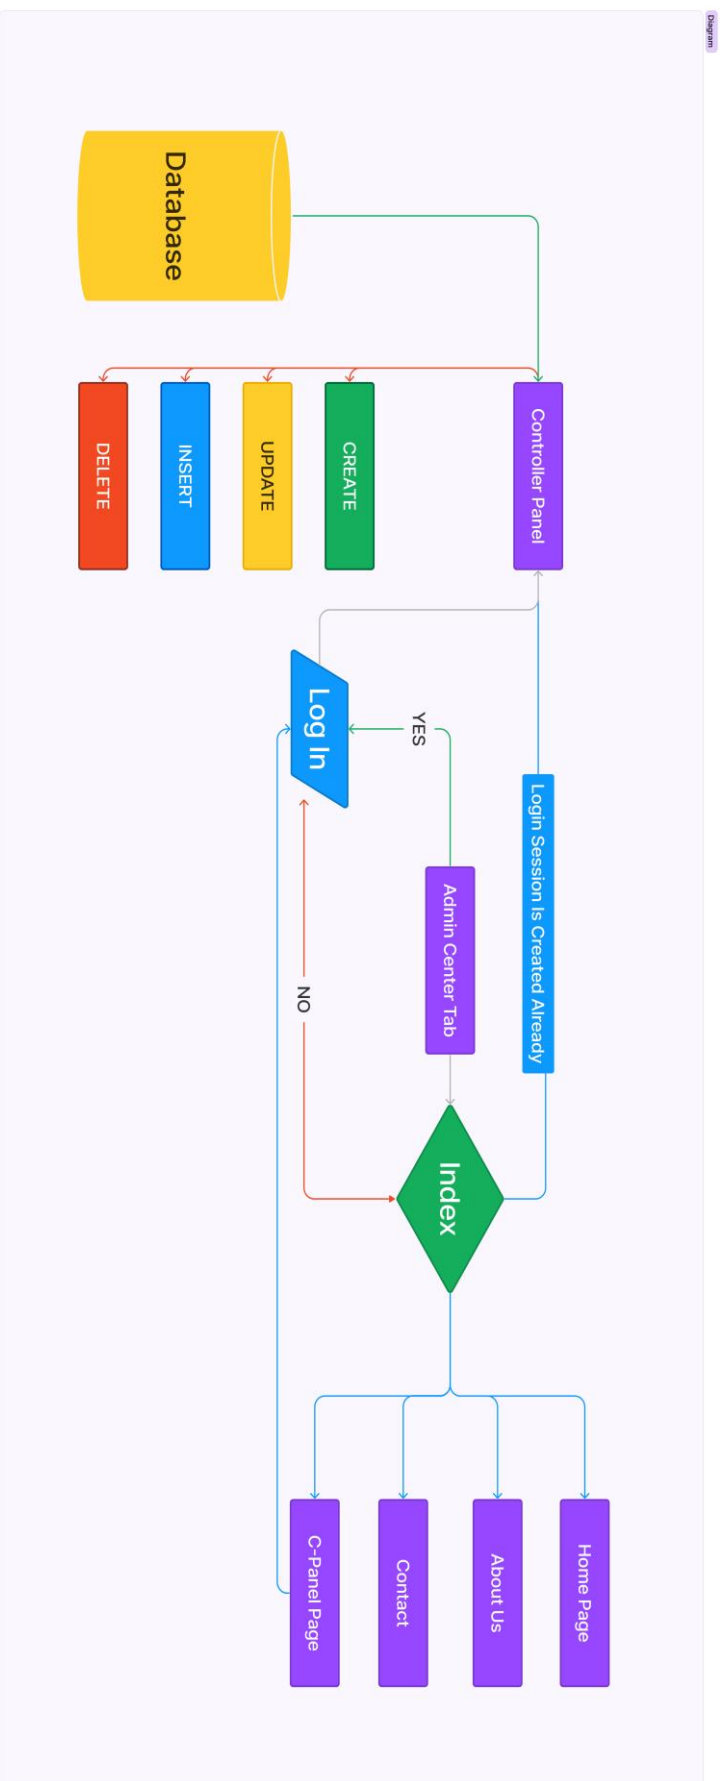 Diagram
Database
Controller Panel
CREATE
UPDATE
INSERT
DELETE
Log In
YES
NO
Admin Center Tab
Login Session Is Created Already
Index
Home Page
About Us
Contact
C-Panel Page